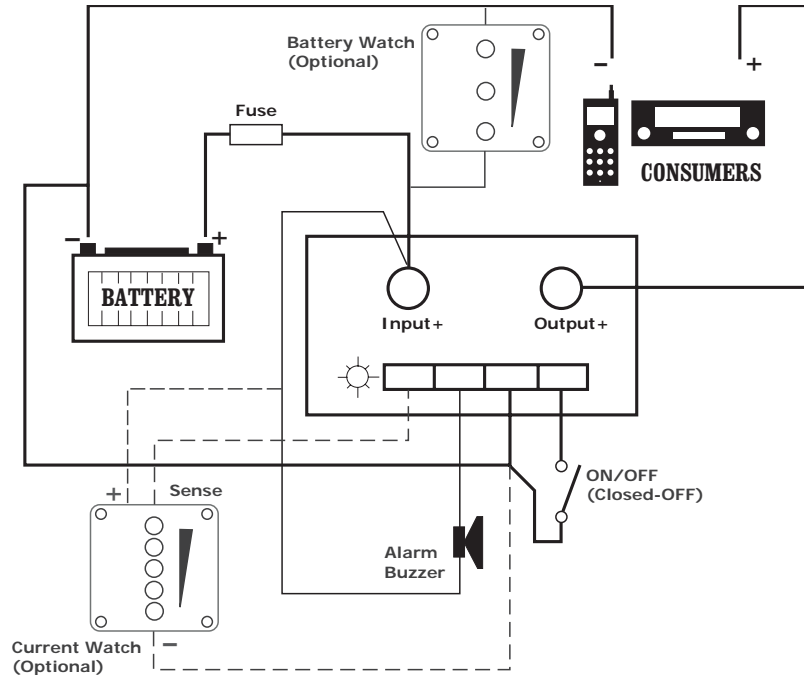 Battery Watch
(Optional)
−
+
Fuse
CONSUMERS
−
+
BATTERY
Input+
Output+
+
Sense
ON/OFF
(Closed-OFF)
Alarm
Buzzer
Current Watch
(Optional)
−